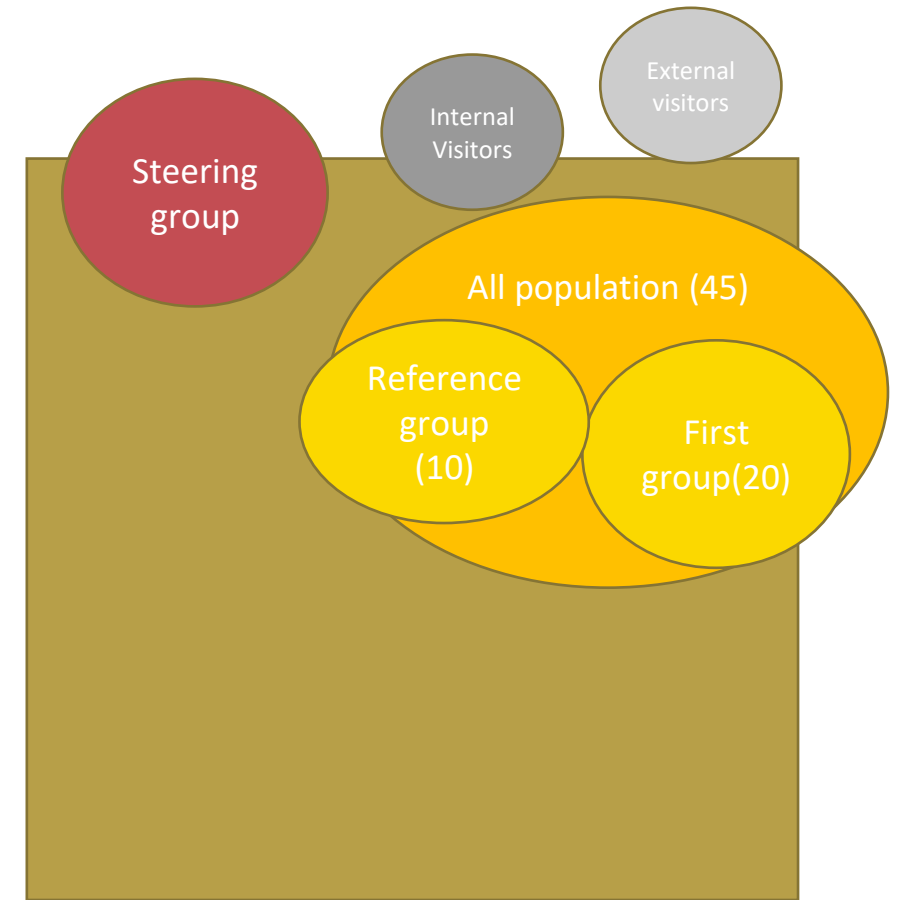 External
visitors
Internal
Visitors
Steering
group
All population (45)
Reference
group
(10)
First
group(20)